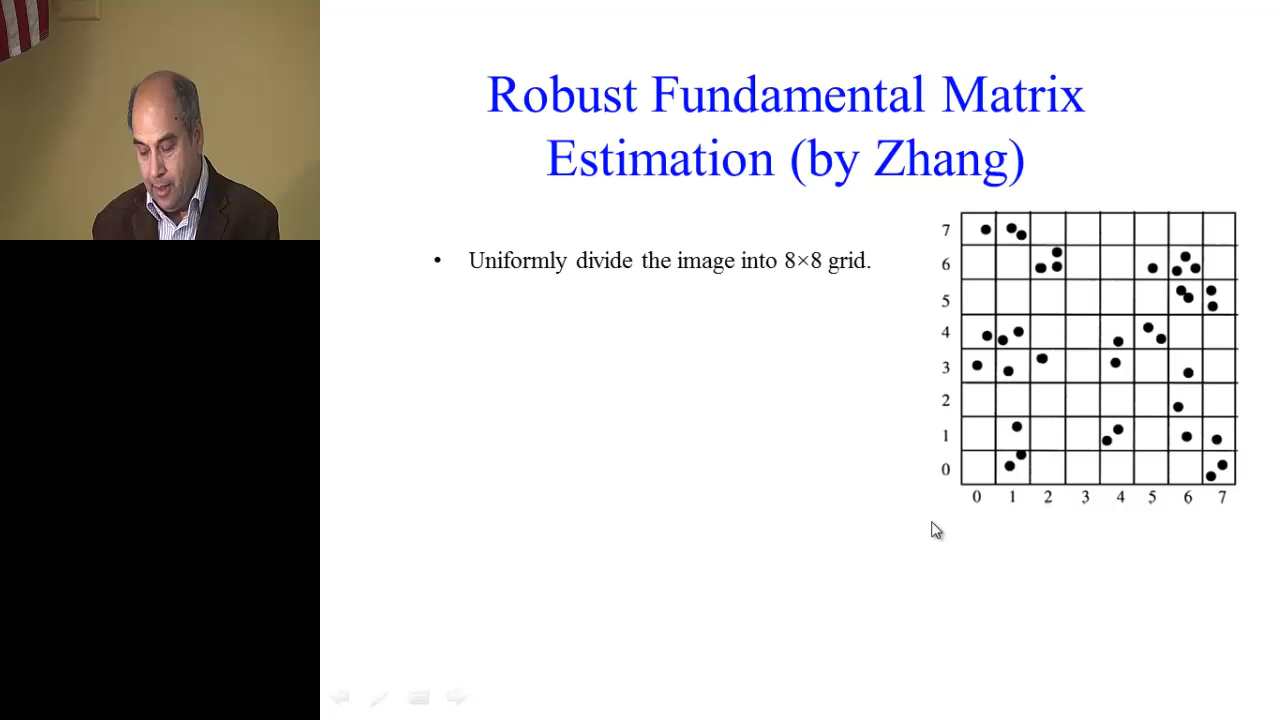 Robust Fundamental Matrix
Estimation (by Zhang)
• Uniformly divide the image into 8×8 grid.
7
6
5
4
3
2
1
0
0 1 2 3 4 5 6 7